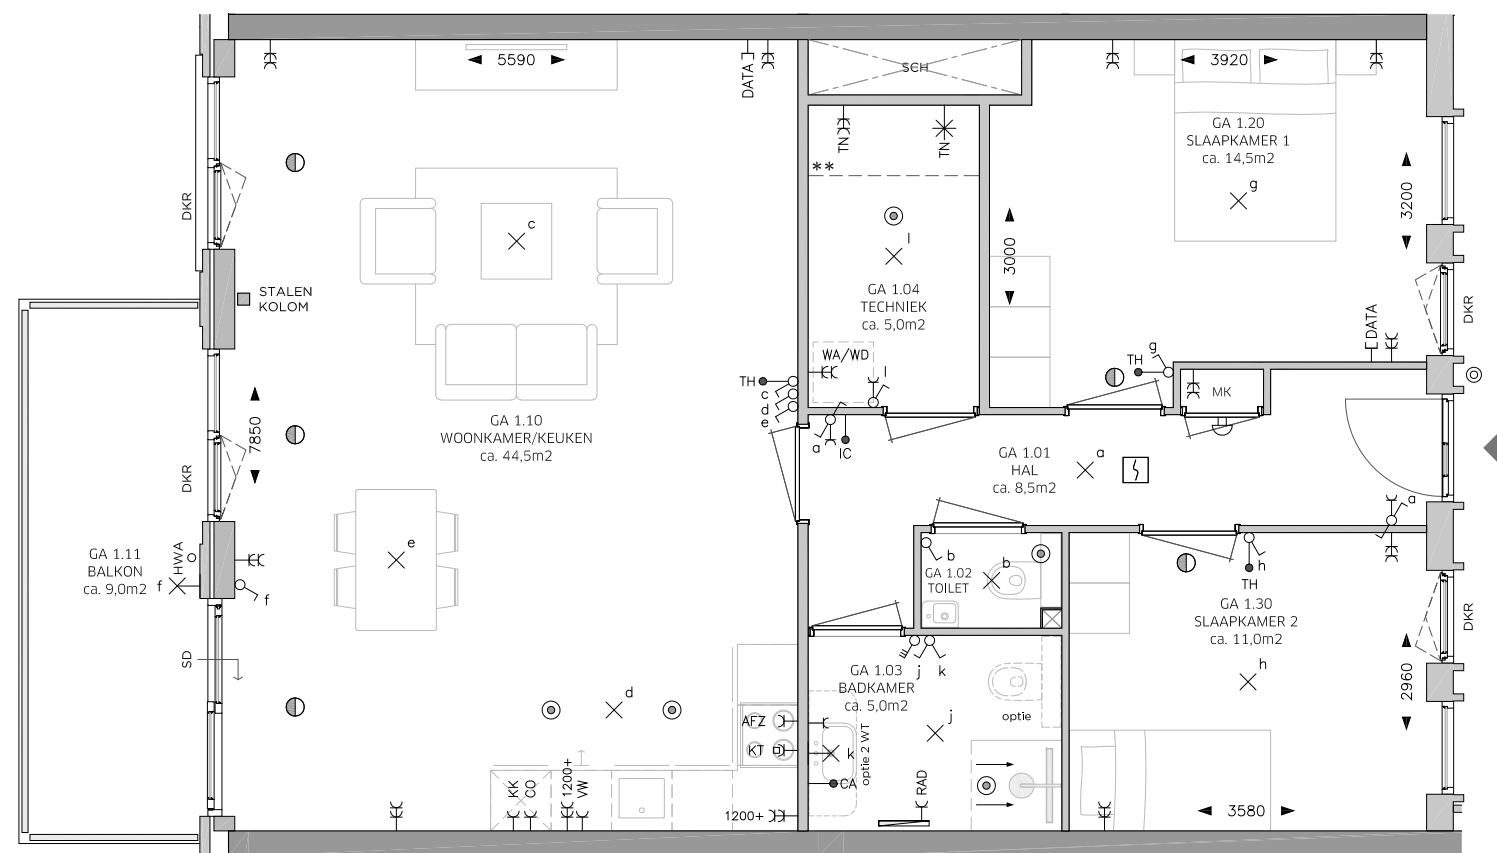 5590
DATA
SCH
3920
GA 1.20
SLAAPKAMER 1
ca. 14,5m2
g
TN
TN
**
DKR
c
l
3000
3200
STALEN
KOLOM
GA 1.04
TECHNIEK
ca. 5,0m2
DKR
DATA
WA/WD
l
g
TH
TH
c
d
e
MK
7850
GA 1.10
WOONKAMER/KEUKEN
ca. 44,5m2
a
IC
GA 1.01
HAL
ca. 8,5m2
a
DKR
a
e
GA 1.11
BALKON
ca. 9,0m2
HWA
f
f
b
GA 1.02
TOILET
b
h
TH
GA 1.30
SLAAPKAMER 2
ca. 11,0m2
DKR
SD
GA 1.03
BADKAMER
ca. 5,0m2
j
k
h
2960
d
optie
AFZ
KT
k
optie 2 WT
j
CA
RAD
KK
CO
1200+
VW
1200+
3580